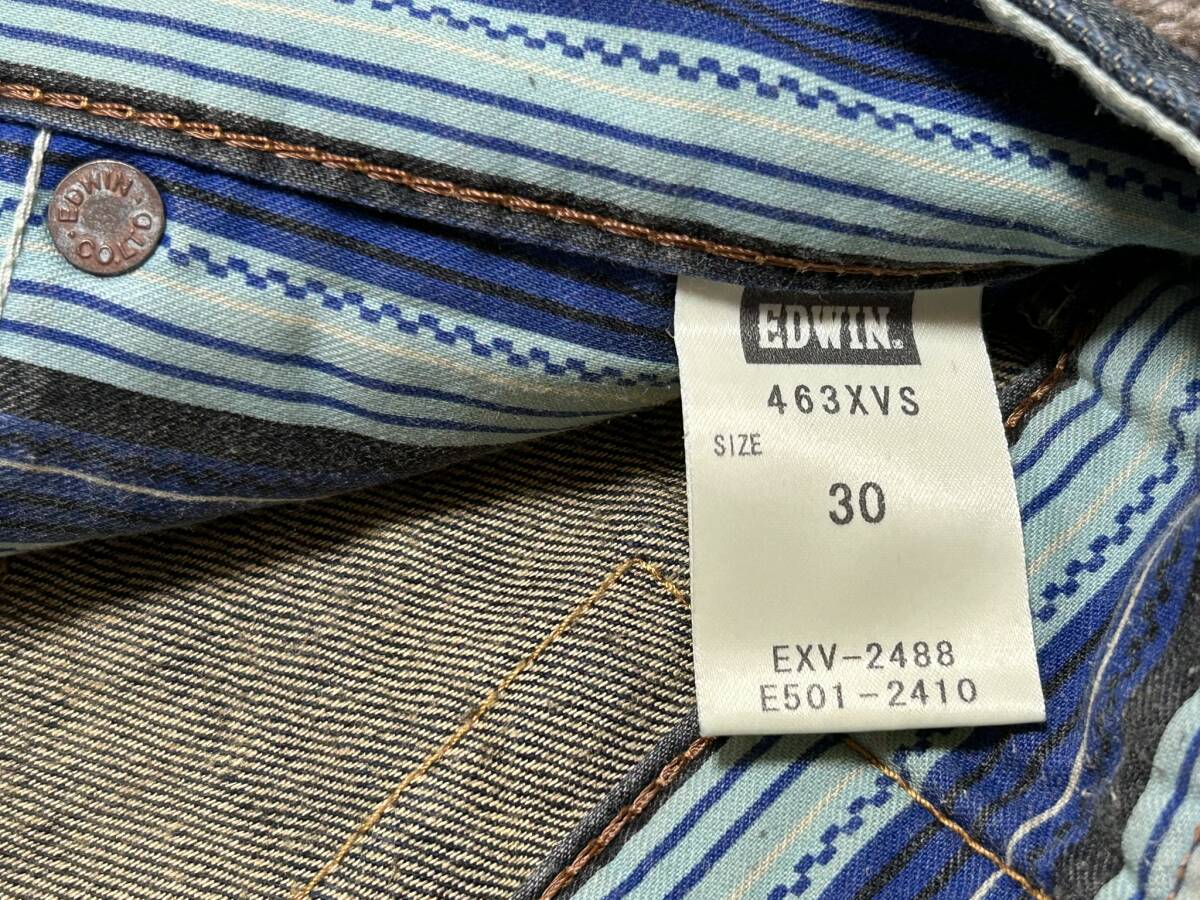 EDWIN CO.LTD.
EDWIN.
463XVS
SIZE
30
EXV-2488
E501-2410